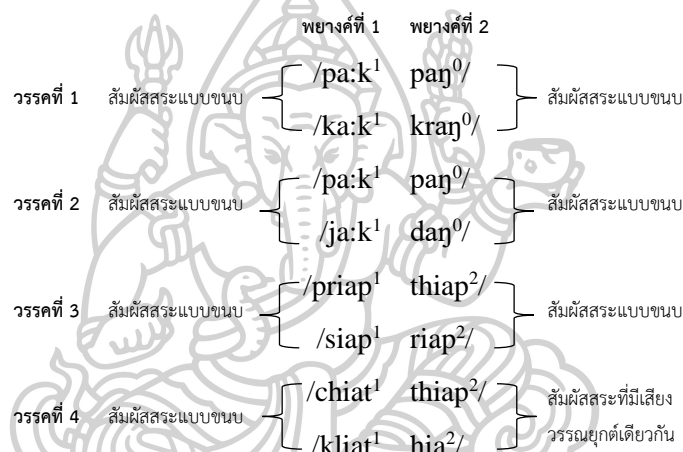 พยางค์ที่ 1 พยางค์ที่ 2
/pa:k¹ paŋ⁰/
วรรคที่ 1 สัมผัสสระแบบขนบ สัมผัสสระแบบขนบ
/ka:k¹ kraŋ⁰/
/pa:k¹ paŋ⁰/
วรรคที่ 2 สัมผัสสระแบบขนบ สัมผัสสระแบบขนบ
/ja:k¹ daŋ⁰/
/priap¹ thiap²/
วรรคที่ 3 สัมผัสสระแบบขนบ สัมผัสสระแบบขนบ
/siap¹ riap²/
/chiat¹ thiap²/ สัมผัสสระที่มีเสียง
วรรคที่ 4 สัมผัสสระแบบขนบ
วรรณยุกต์เดียวกัน
/kliat¹ hia²/